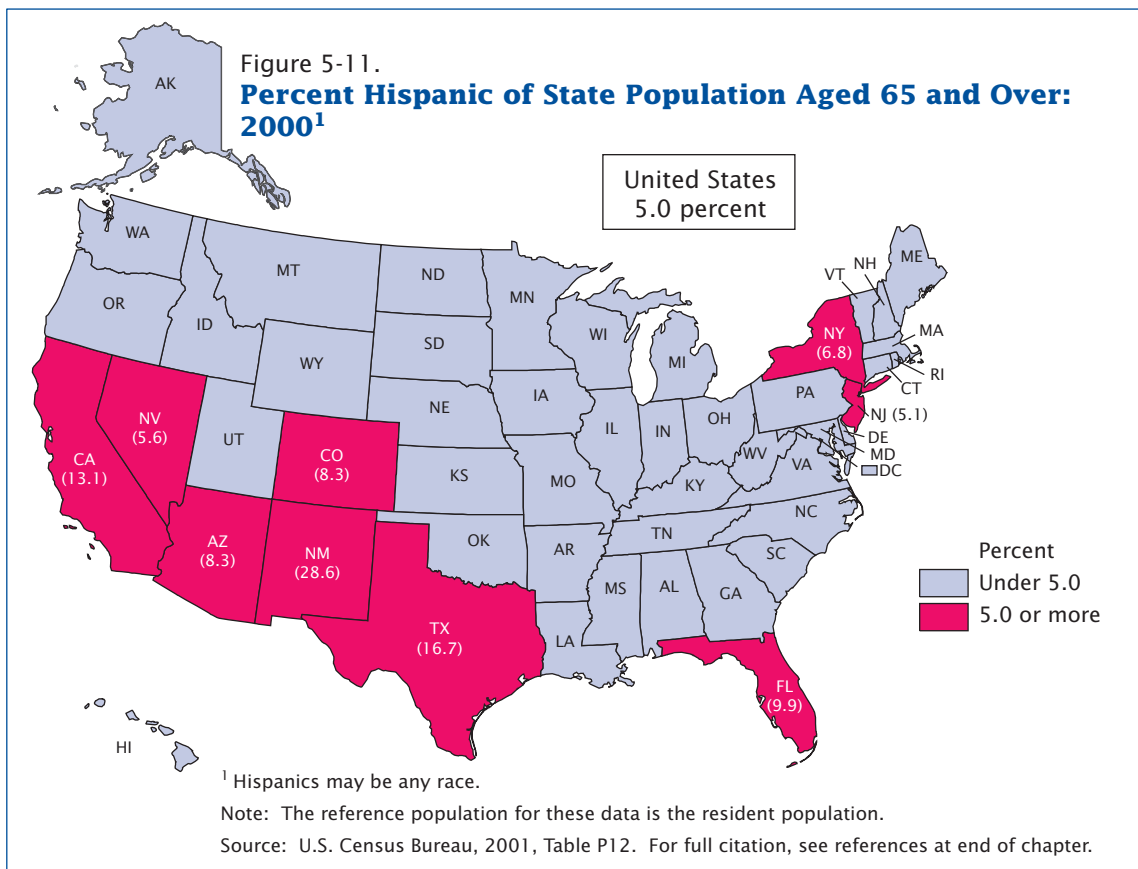 Figure 5-11.
Percent Hispanic of State Population Aged 65 and Over:
2000¹
United States
5.0 percent
AK
WA
OR
ID
MT
WY
ND
SD
NE
KS
OK
MN
IA
MO
AR
LA
WI
IL
MI
IN
OH
KY
TN
MS
AL
GA
SC
NC
VA
WV
PA
VT
NH
ME
MA
RI
CT
NY
(6.8)
NJ (5.1)
DE
MD
DC
NV
(5.6)
UT
CA
(13.1)
CO
(8.3)
AZ
(8.3)
NM
(28.6)
TX
(16.7)
FL
(9.9)
HI
Percent
Under 5.0
5.0 or more
¹ Hispanics may be any race.
Note: The reference population for these data is the resident population.
Source: U.S. Census Bureau, 2001, Table P12. For full citation, see references at end of chapter.